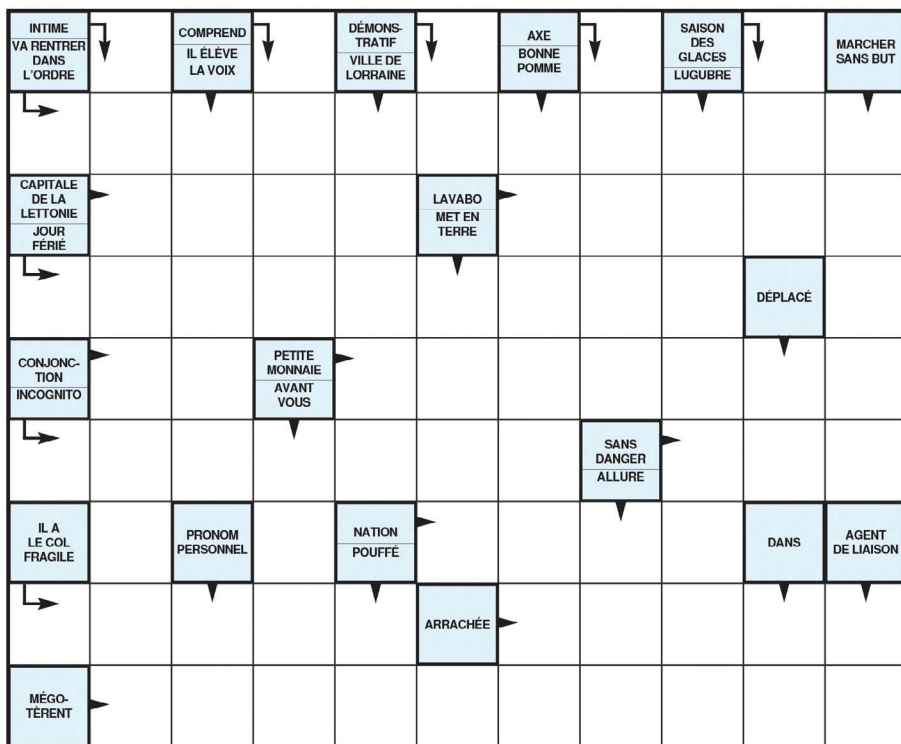 INTIME
VA RENTRER
DANS
L'ORDRE
COMPREND
IL ÉLÈVE
LA VOIX
DÉMONS-
TRATIF
VILLE DE
LORRAINE
AXE
BONNE
POMME
SAISON
DES
GLACES
LUGUBRE
MARCHER
SANS BUT
CAPITALE
DE LA
LETTONIE
JOUR
FÉRIÉ
LAVABO
MET EN
TERRE
DÉPLACÉ
CONJONC-
TION
INCOGNITO
PETITE
MONNAIE
AVANT
VOUS
SANS
DANGER
ALLURE
IL A
LE COL
FRAGILE
PRONOM
PERSONNEL
NATION
POUFFÉ
DANS
AGENT
DE LIAISON
ARRACHÉE
MÉGO-
TÈRENT